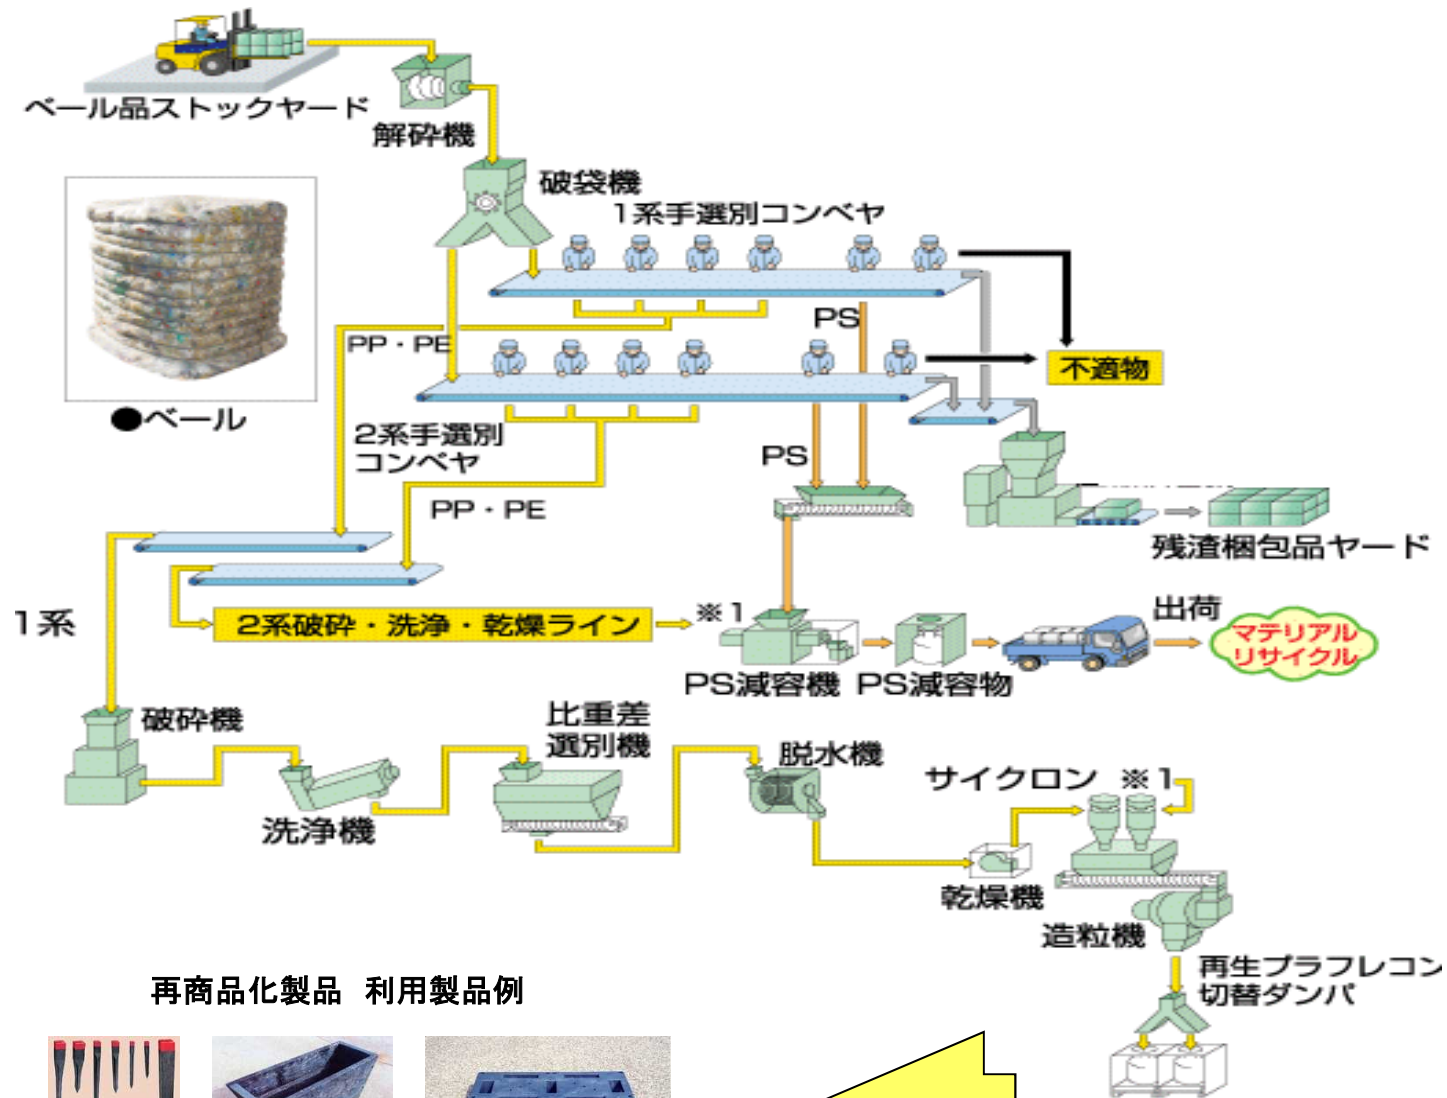 ベール品ストックヤード
解砕機
破袋機
1系手選別コンベヤ
PS
PP・PE
不適物
●ベール
2系手選別
コンベヤ
PS
PP・PE
残渣梱包品ヤード
1系
2系破砕・洗浄・乾燥ライン
※1
出荷
マテリアル
リサイクル
PS減容機
PS減容物
破砕機
比重差
選別機
脱水機
サイクロン
※1
洗浄機
乾燥機
造粒機
再生プラフレコン
切替ダンパ
再商品化製品 利用製品例